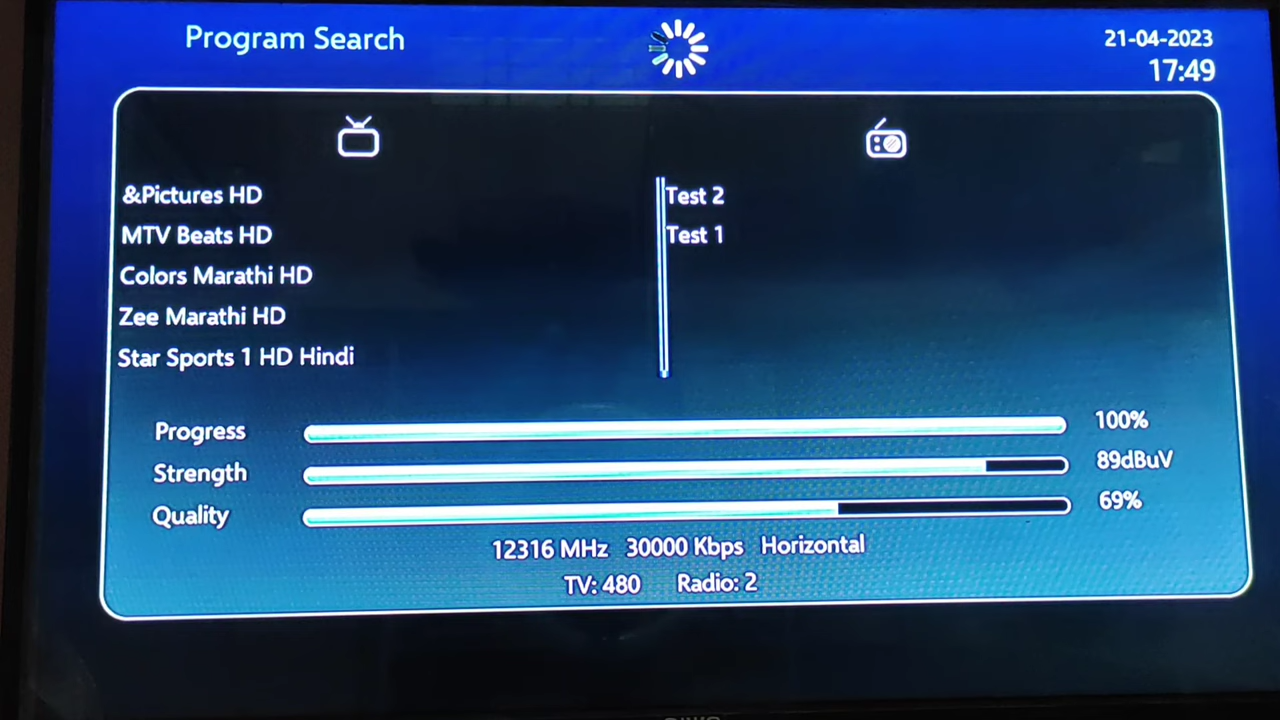 Program Search
21-04-2023
17:49
&Pictures HD
MTV Beats HD
Colors Marathi HD
Zee Marathi HD
Star Sports 1 HD Hindi
Test 2
Test 1
Progress 100%
Strength 89dBuV
Quality 69%
12316 MHz 30000 Kbps Horizontal
TV: 480 Radio: 2